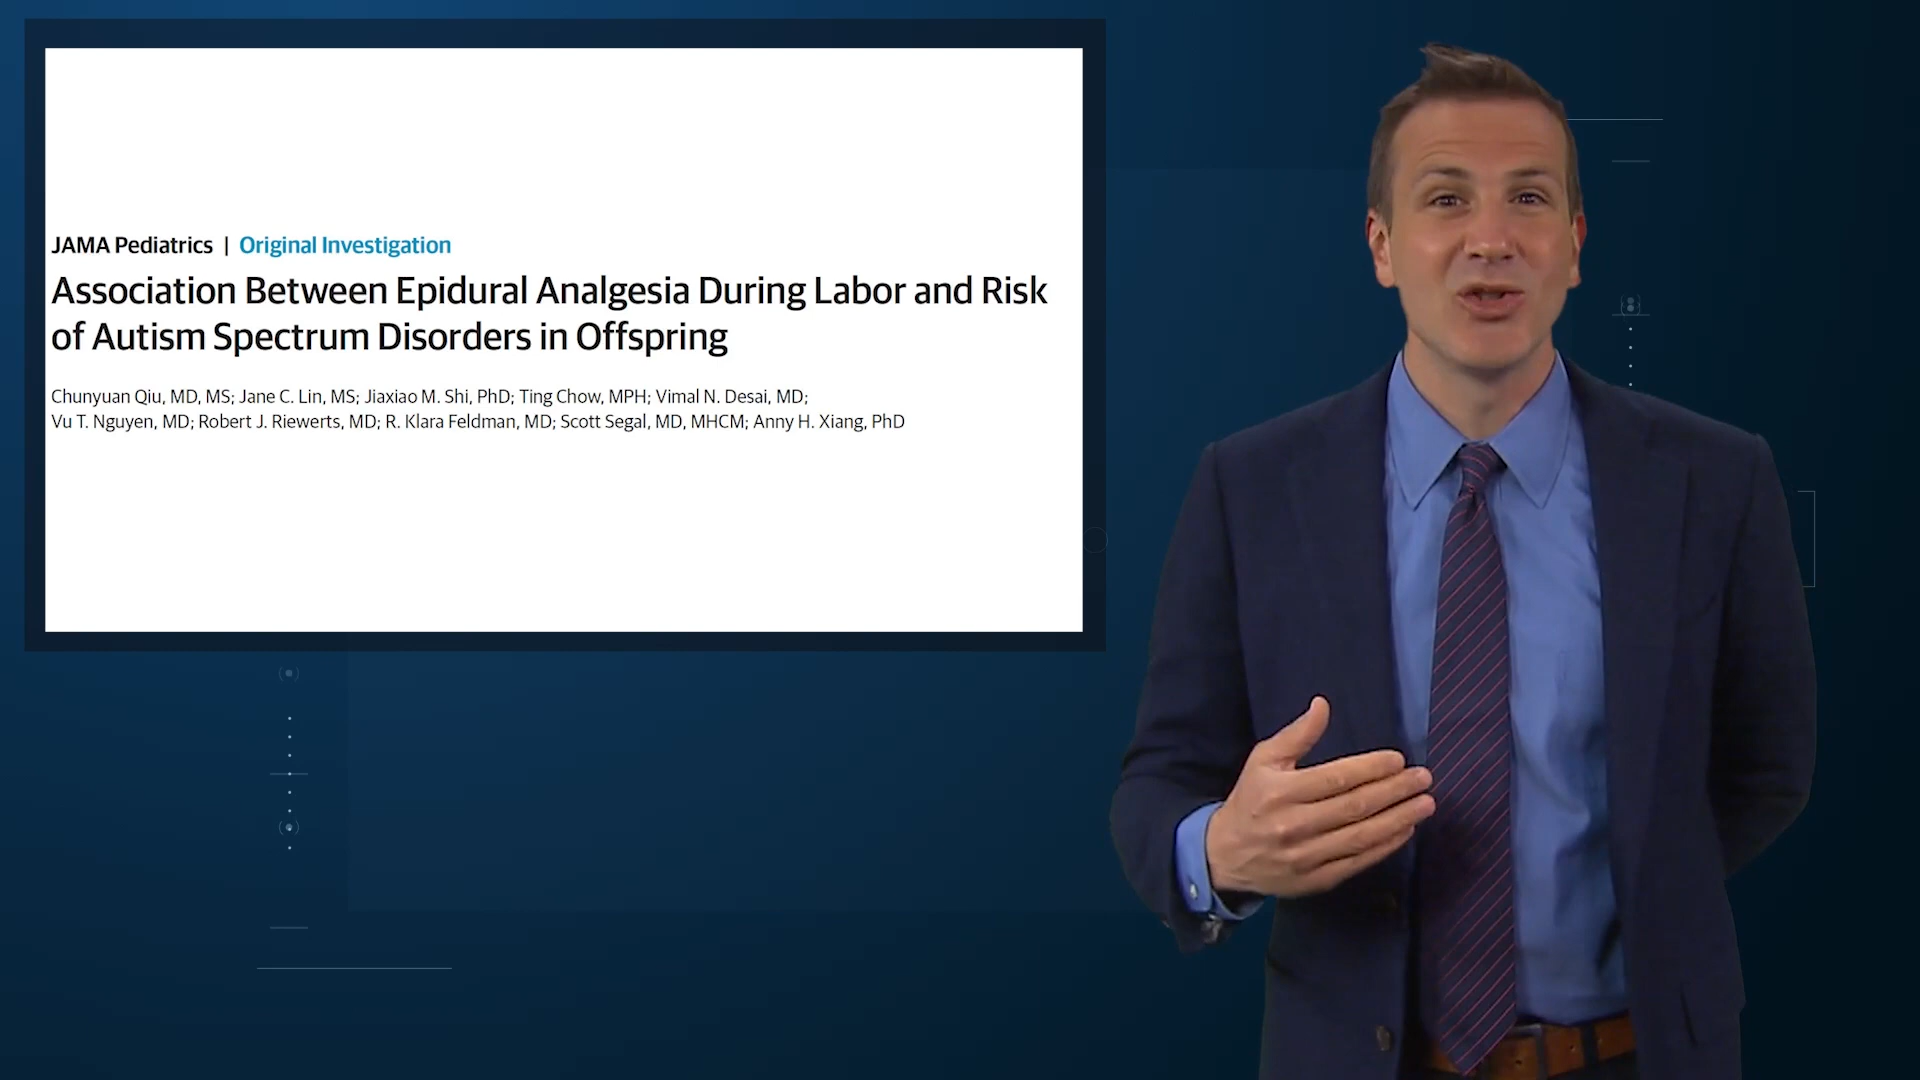 JAMA Pediatrics | Original Investigation
Association Between Epidural Analgesia During Labor and Risk
of Autism Spectrum Disorders in Offspring
Chunyuan Qiu, MD, MS; Jane C. Lin, MS; Jiaxiao M. Shi, PhD; Ting Chow, MPH; Vimal N. Desai, MD;
Vu T. Nguyen, MD; Robert J. Riewerts, MD; R. Klara Feldman, MD; Scott Segal, MD, MHCM; Anny H. Xiang, PhD